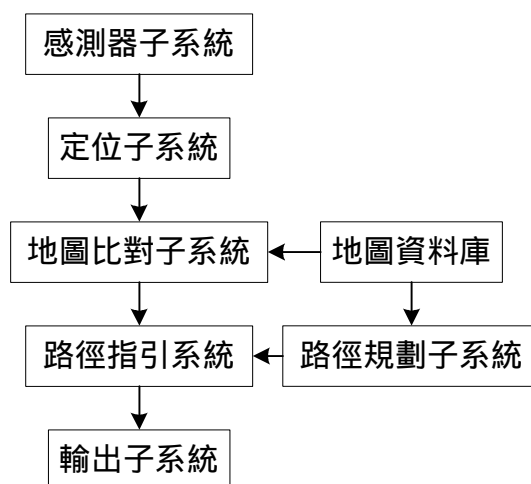 感測器子系統
定位子系統
地圖比對子系統
地圖資料庫
路徑指引系統
路徑規劃子系統
輸出子系統